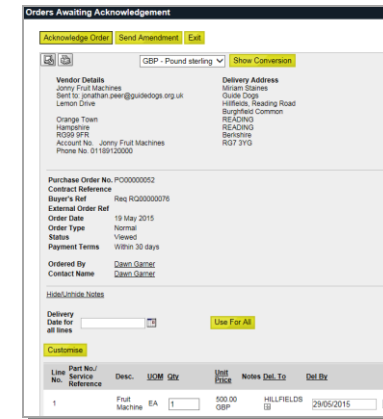 Orders Awaiting Acknowledgement
Acknowledge Order Send Amendment Exit
GBP - Pound sterling Show Conversion
Vendor Details
Jonny Fruit Machines
Sent to: jonathan.peer@guidedogs.org.uk
Lemon Drive
Orange Town
Hampshire
RG99 9FR
Account No. Jonny Fruit Machines
Phone No. 01189120000
Delivery Address
Miriam Staines
Guide Dogs
Hillfields, Reading Road
Burghfield Common
READING
READING
Berkshire
RG7 3YG
Purchase Order No. PO00000052
Contract Reference
Buyer's Ref Req RQ00000076
External Order Ref
Order Date 19 May 2015
Order Type Normal
Status Viewed
Payment Terms Within 30 days
Ordered By Dawn Garner
Contact Name Dawn Garner
Hide/Unhide Notes
Delivery
Date for
all lines
Use For All
Customise
Line No. Part No./ Service Reference Desc. UOM Qty Unit Price Notes Del. To Del By
1 Fruit Machine EA 1 500.00 GBP HILLFIELDS 29/05/2015